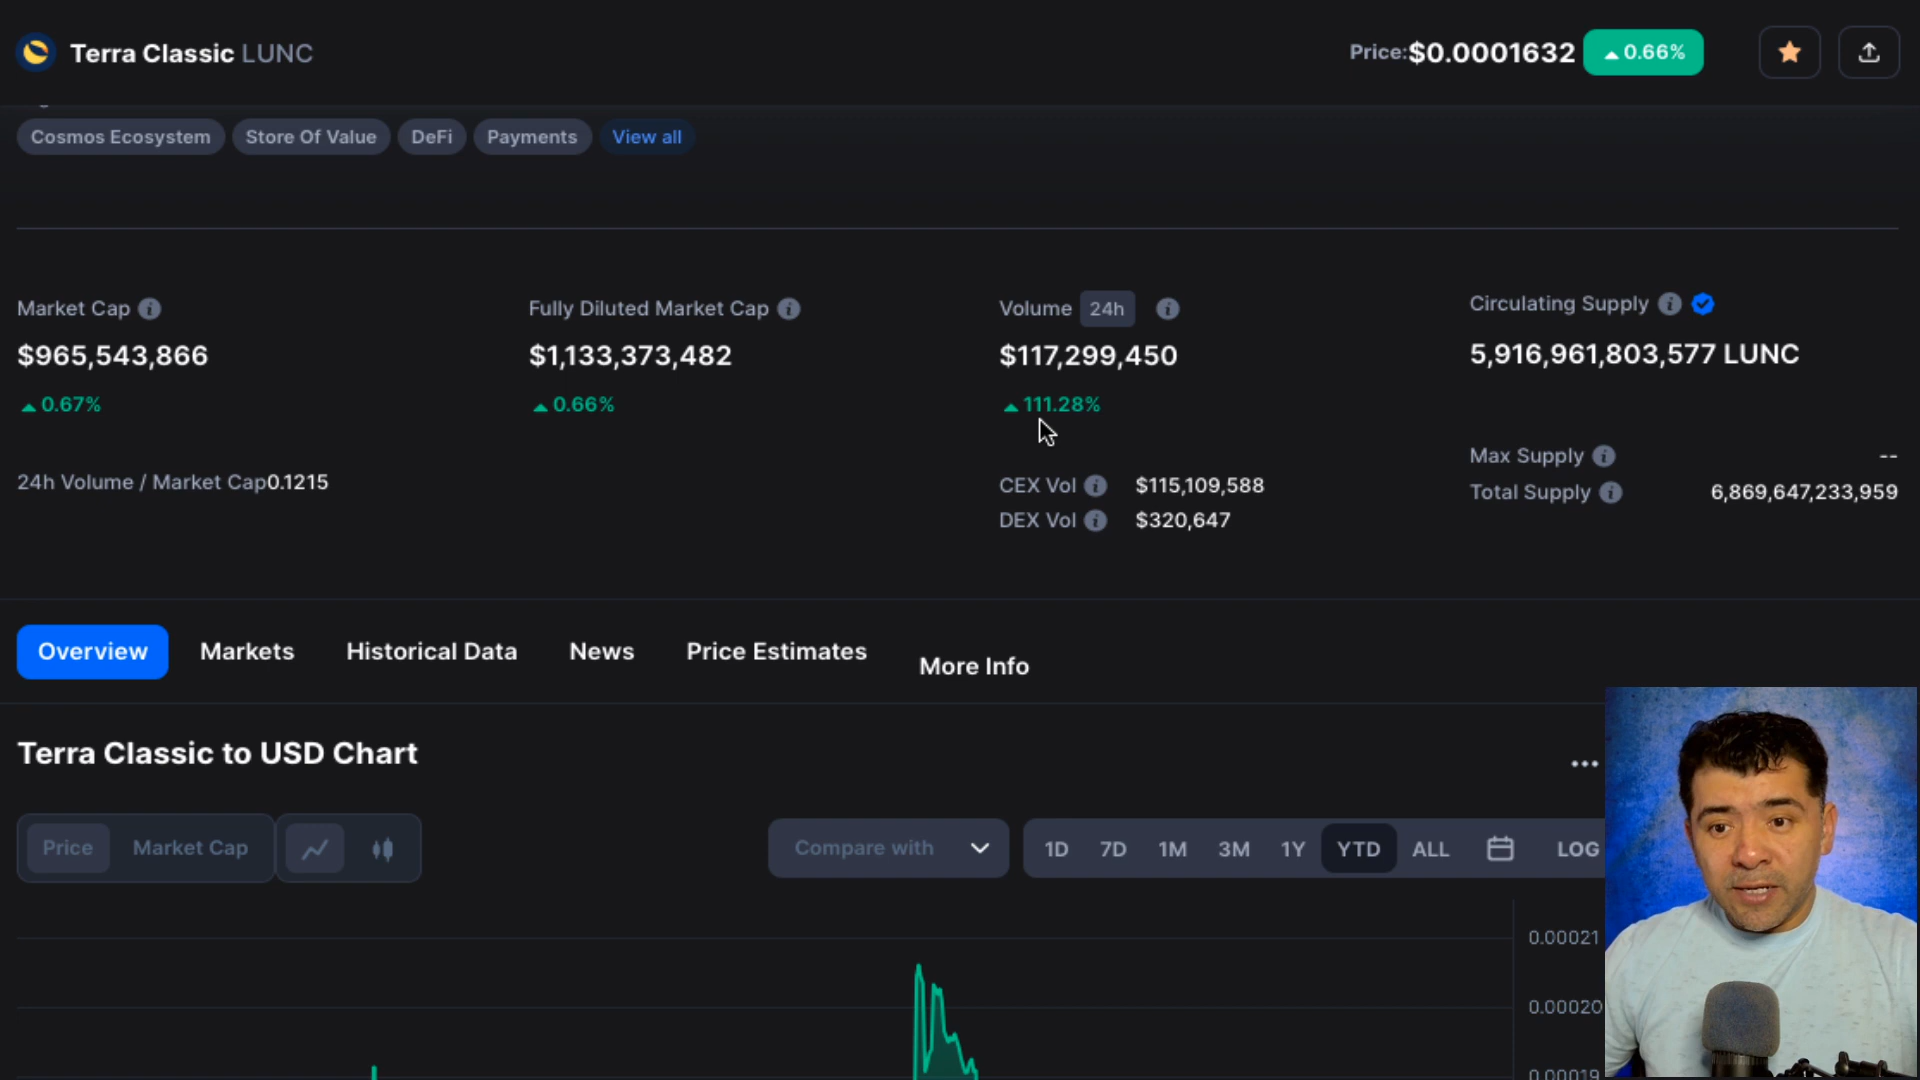 Terra Classic LUNC
Price:$0.0001632 0.66%
Cosmos Ecosystem Store Of Value DeFi Payments View all
Market Cap
$965,543,866
0.67%
24h Volume / Market Cap0.1215
Fully Diluted Market Cap
$1,133,373,482
0.66%
Volume 24h
$117,299,450
111.28%
CEX Vol $115,109,588
DEX Vol $320,647
Circulating Supply
5,916,961,803,577 LUNC
Max Supply --
Total Supply 6,869,647,233,959
Overview Markets Historical Data News Price Estimates More Info
Terra Classic to USD Chart
Price Market Cap Compare with 1D 7D 1M 3M 1Y YTD ALL LOG
0.00021
0.00020
0.00019